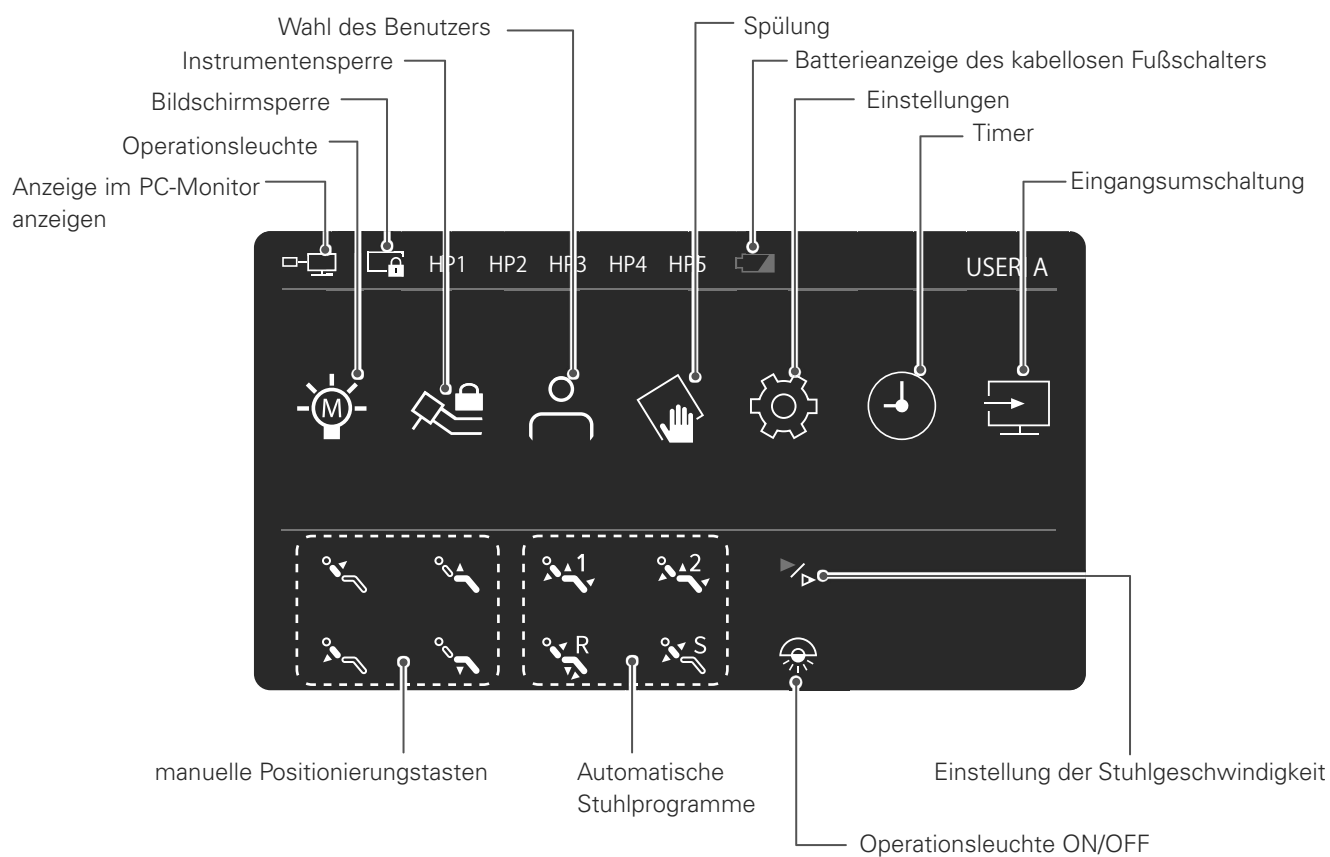 Wahl des Benutzers
Spülung
Instrumentensperre
Batterieanzeige des kabellosen Fußschalters
Bildschirmsperre
Einstellungen
Operationsleuchte
Timer
Anzeige im PC-Monitor
anzeigen
Eingangsumschaltung
HP1 HP2 HP3 HP4 HP5
USER A
M
1
2
R
S
manuelle Positionierungstasten
Automatische
Stuhlprogramme
Einstellung der Stuhlgeschwindigkeit
Operationsleuchte ON/OFF